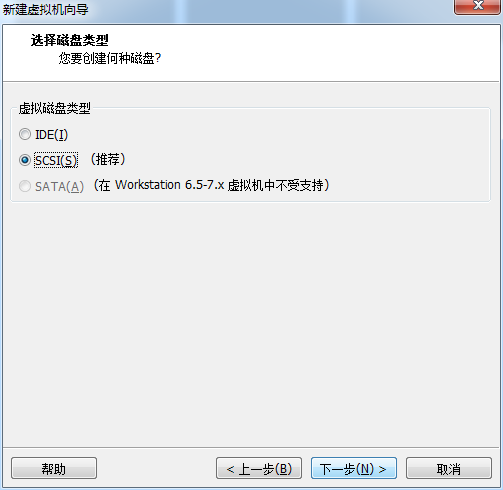 新建虚拟机向导
选择磁盘类型
您要创建何种磁盘?
虚拟磁盘类型
IDE(I)
SCSI(S) （推荐）
SATA(A) （在 Workstation 6.5-7.x 虚拟机中不受支持）
帮助 < 上一步(B) 下一步(N) > 取消